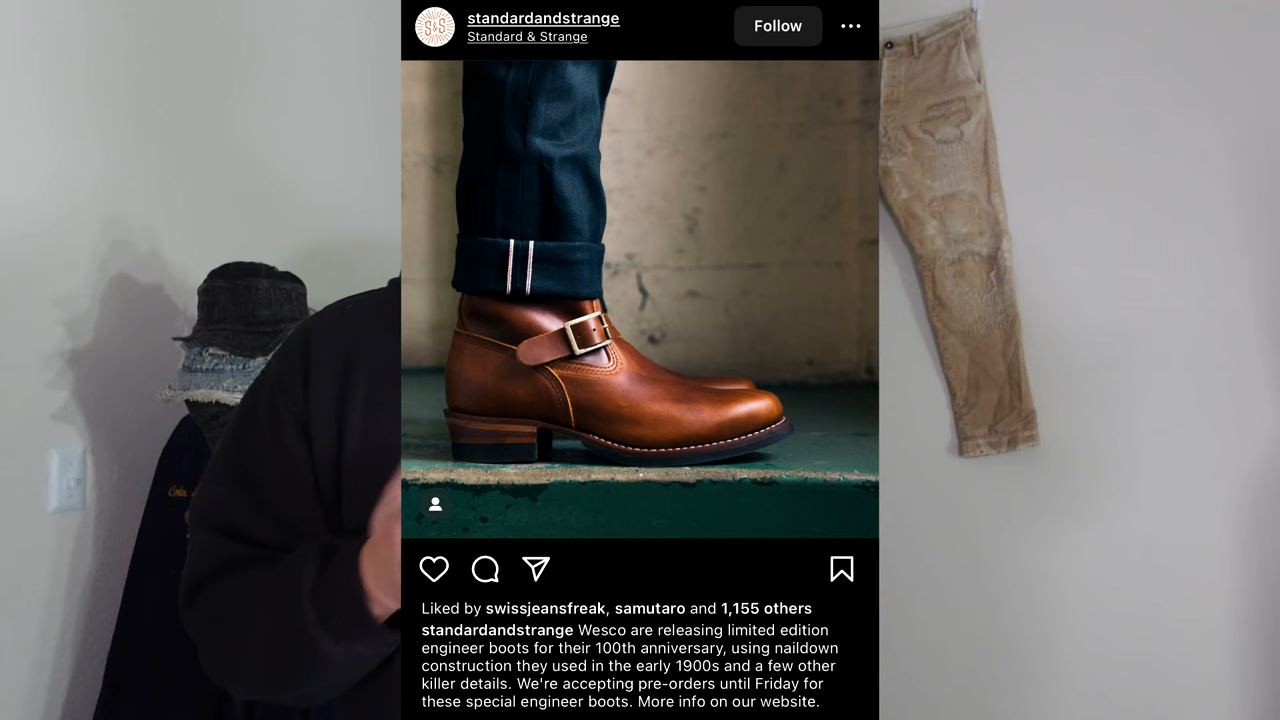 standardandstrange
Standard & Strange
Follow
S&S
Liked by swissjeansfreak, samutaro and 1,155 others
standardandstrange Wesco are releasing limited edition
engineer boots for their 100th anniversary, using naildown
construction they used in the early 1900s and a few other
killer details. We're accepting pre-orders until Friday for
these special engineer boots. More info on our website.